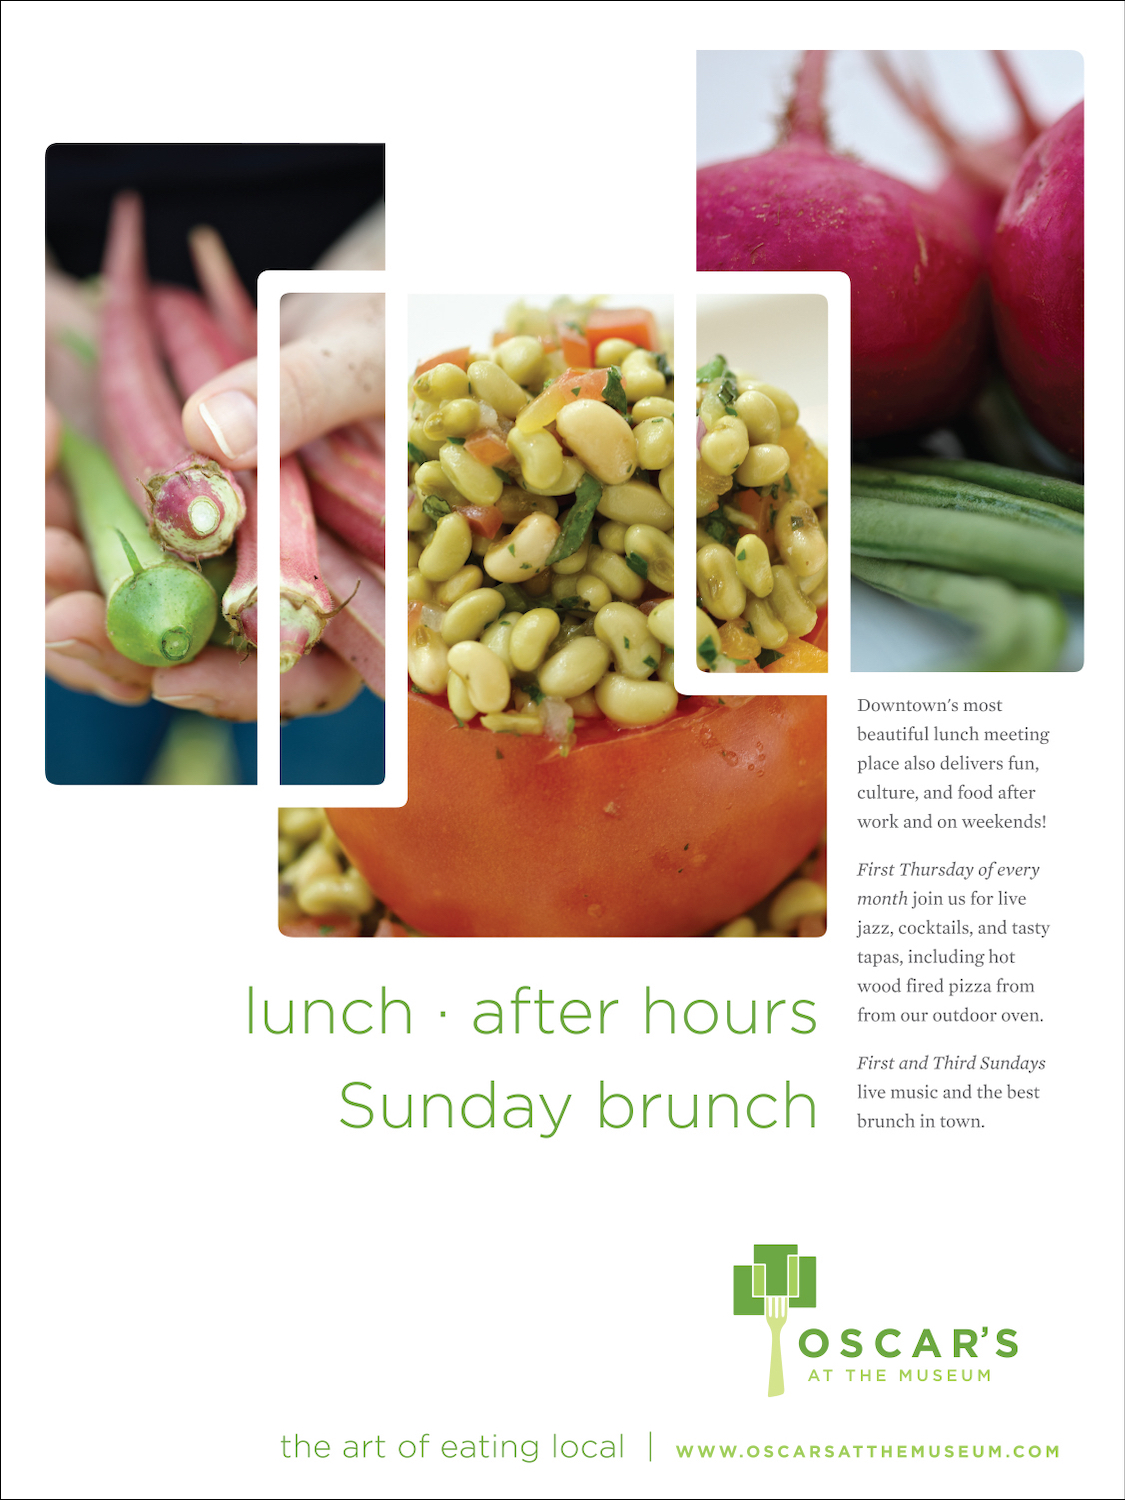 Downtown's most
beautiful lunch meeting
place also delivers fun,
culture, and food after
work and on weekends!
First Thursday of every
month join us for live
jazz, cocktails, and tasty
tapas, including hot
wood fired pizza from
from our outdoor oven.
First and Third Sundays
live music and the best
brunch in town.
lunch · after hours
Sunday brunch
OSCAR'S
AT THE MUSEUM
the art of eating local | WWW.OSCARSATTHEMUSEUM.COM